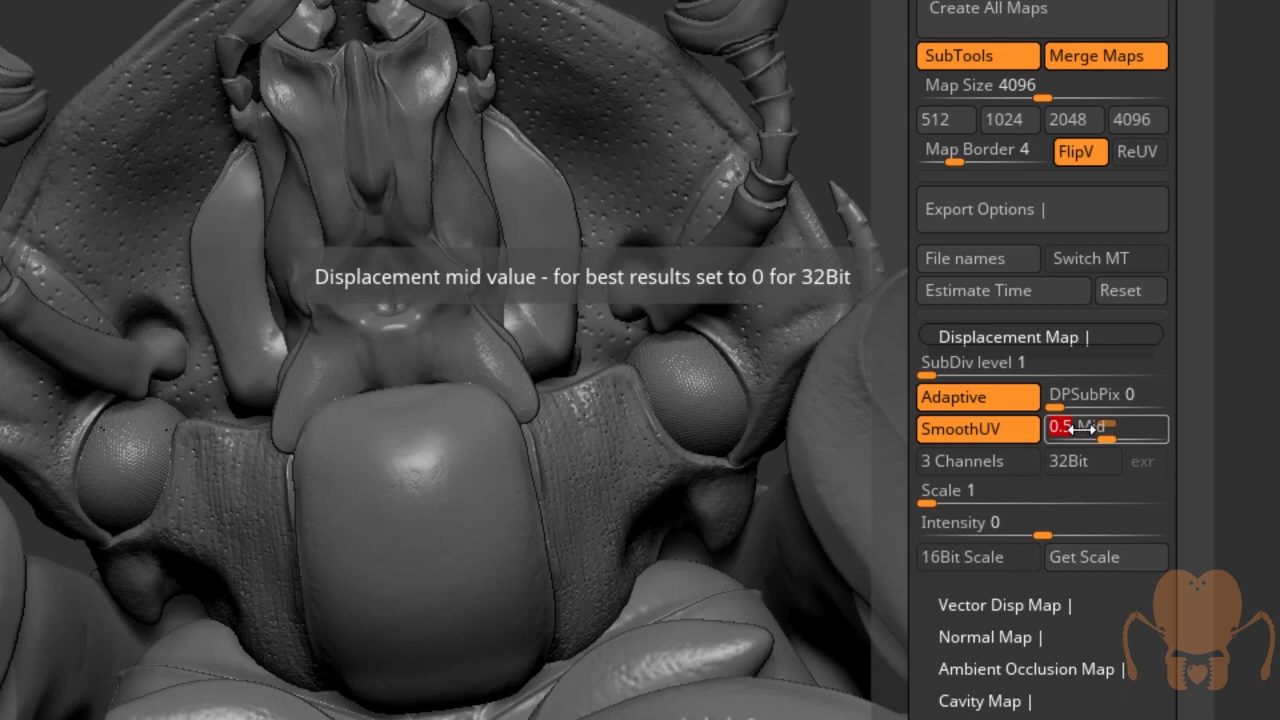 Create All Maps
SubTools Merge Maps
Map Size 4096
512 1024 2048 4096
Map Border 4 FlipV ReUV
Export Options |
Displacement mid value - for best results set to 0 for 32Bit
File names Switch MT
Estimate Time Reset
Displacement Map |
SubDiv level 1
Adaptive DPSubPix 0
SmoothUV 0.5 Mid
3 Channels 32Bit exr
Scale 1
Intensity 0
16Bit Scale Get Scale
Vector Disp Map |
Normal Map |
Ambient Occlusion Map |
Cavity Map |